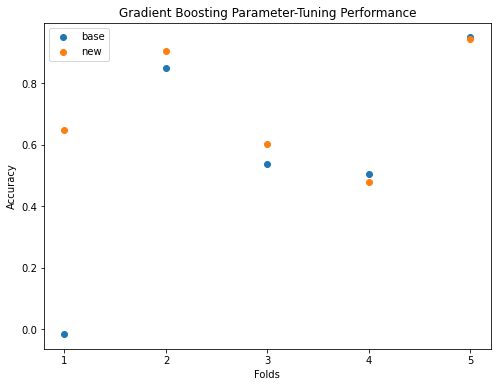 Gradient Boosting Parameter-Tuning Performance
base
new
0.8
0.6
0.4
0.2
0.0
Accuracy
1 2 3 4 5
Folds